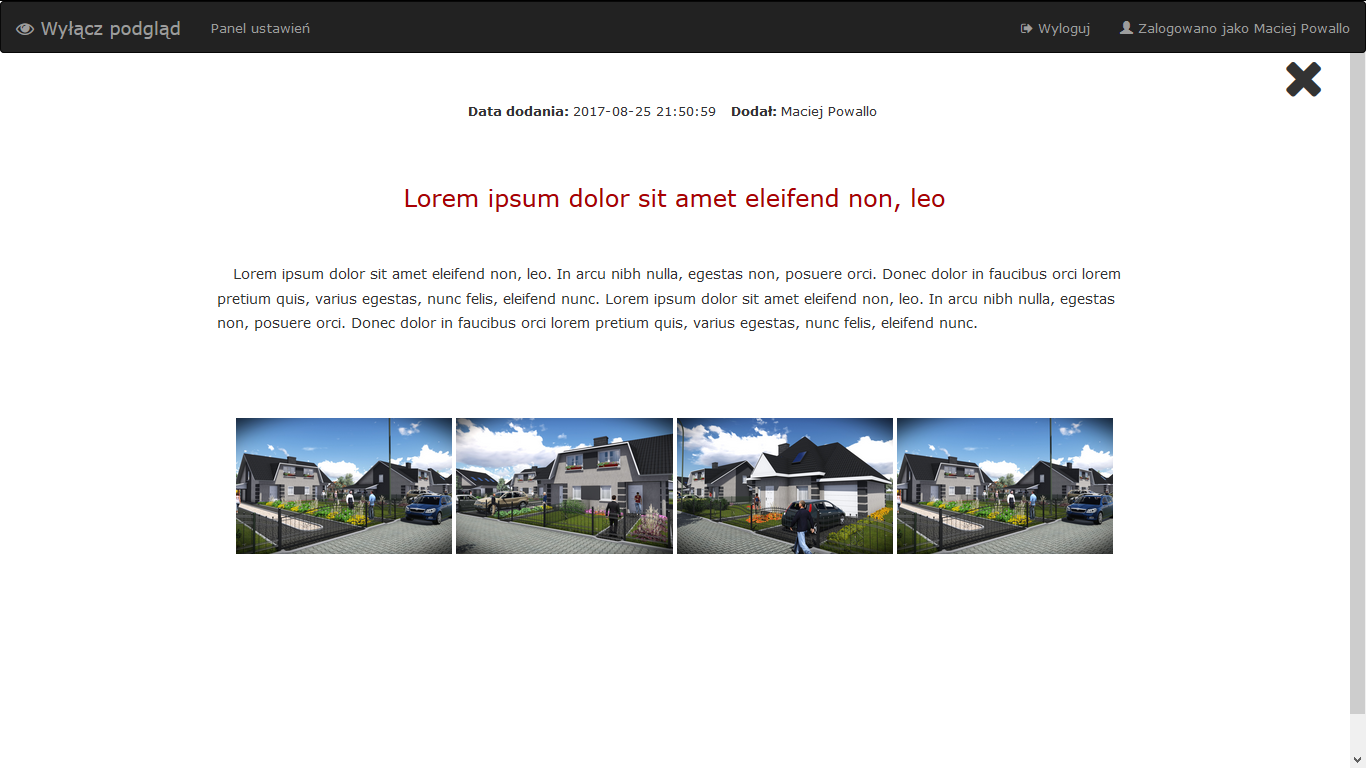 Wyłącz podgląd Panel ustawień Wyloguj Zalogowano jako Maciej Powallo
Data dodania: 2017-08-25 21:50:59 Dodał: Maciej Powallo
Lorem ipsum dolor sit amet eleifend non, leo
Lorem ipsum dolor sit amet eleifend non, leo. In arcu nibh nulla, egestas non, posuere orci. Donec dolor in faucibus orci lorem
pretium quis, varius egestas, nunc felis, eleifend nunc. Lorem ipsum dolor sit amet eleifend non, leo. In arcu nibh nulla, egestas
non, posuere orci. Donec dolor in faucibus orci lorem pretium quis, varius egestas, nunc felis, eleifend nunc.